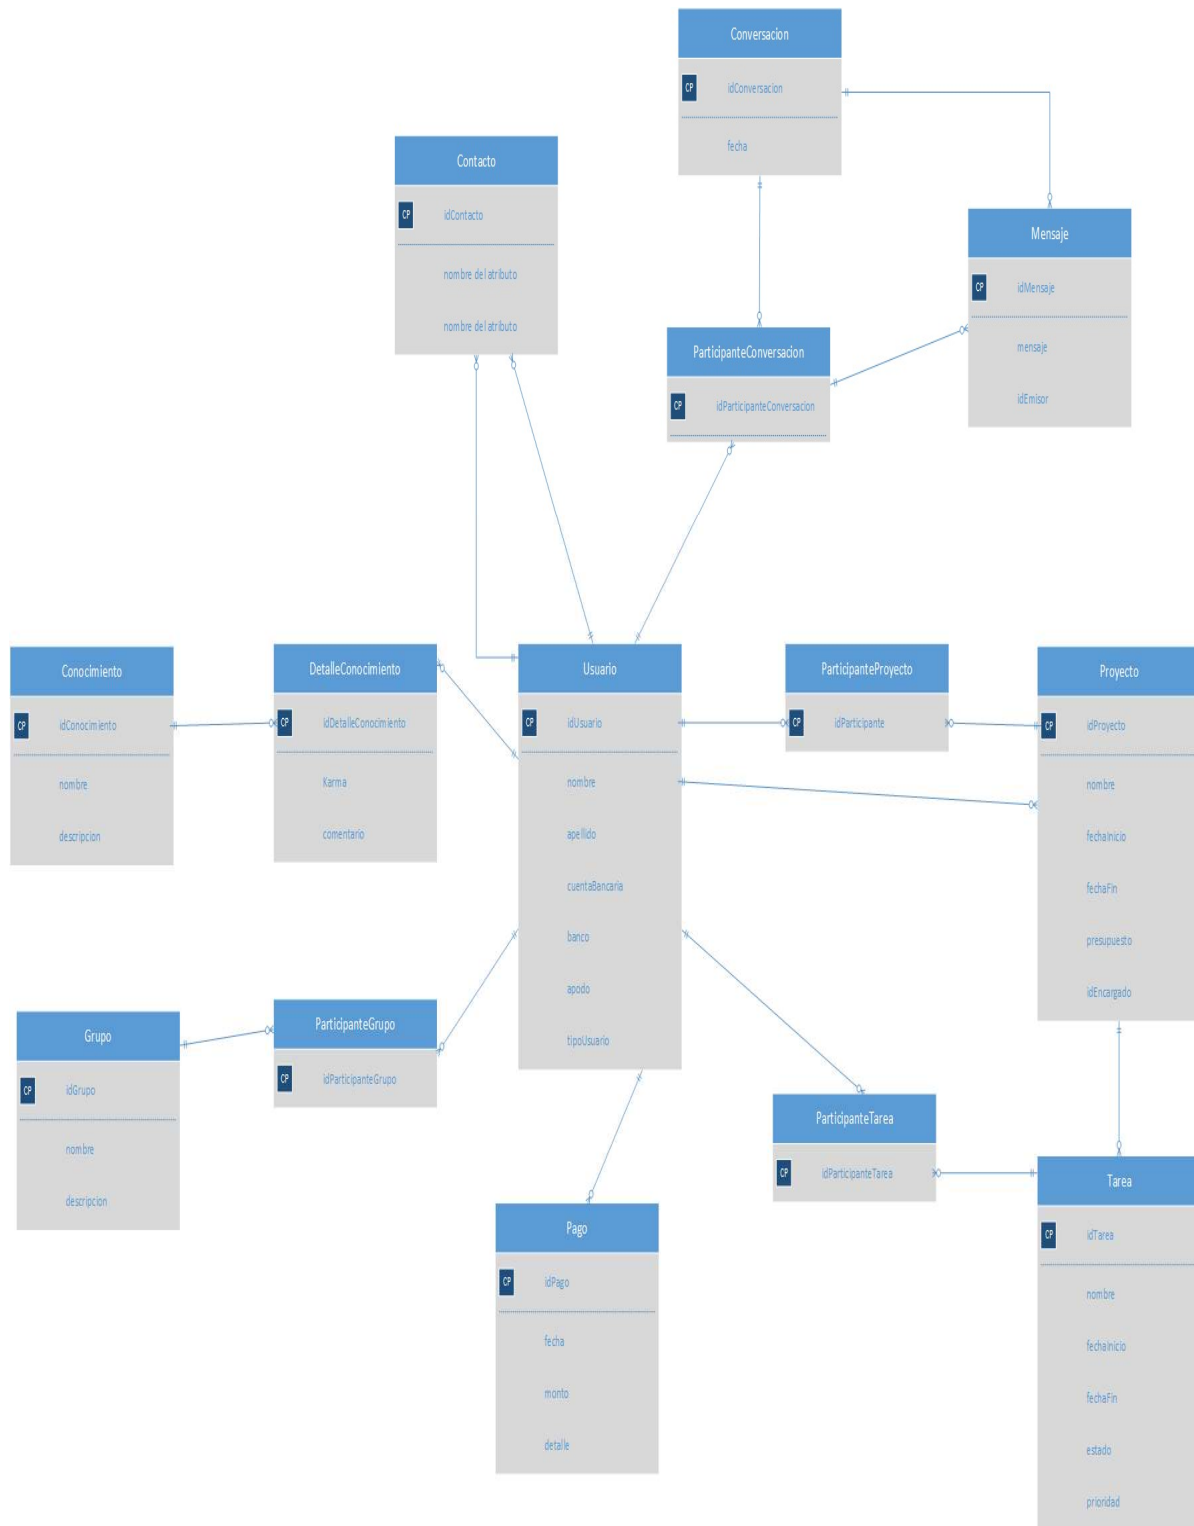 Conversacion
CP idConversacion
fecha
Contacto
CP idContacto
nombre del atributo
nombre del atributo
Mensaje
CP idMensaje
mensaje
idEmisor
ParticipanteConversacion
CP idParticipanteConversacion
Conocimiento
CP idConocimiento
nombre
descripcion
DetalleConocimiento
CP idDetalleConocimiento
Karma
comentario
Usuario
CP idUsuario
nombre
apellido
cuentaBancaria
banco
apodo
tipoUsuario
ParticipanteProyecto
CP idParticipante
Proyecto
CP idProyecto
nombre
fechaInicio
fechaFin
presupuesto
idEncargado
Grupo
CP idGrupo
nombre
descripcion
ParticipanteGrupo
CP idParticipanteGrupo
ParticipanteTarea
CP idParticipanteTarea
Pago
CP idPago
fecha
monto
detalle
Tarea
CP idTarea
nombre
fechaInicio
fechaFin
estado
prioridad